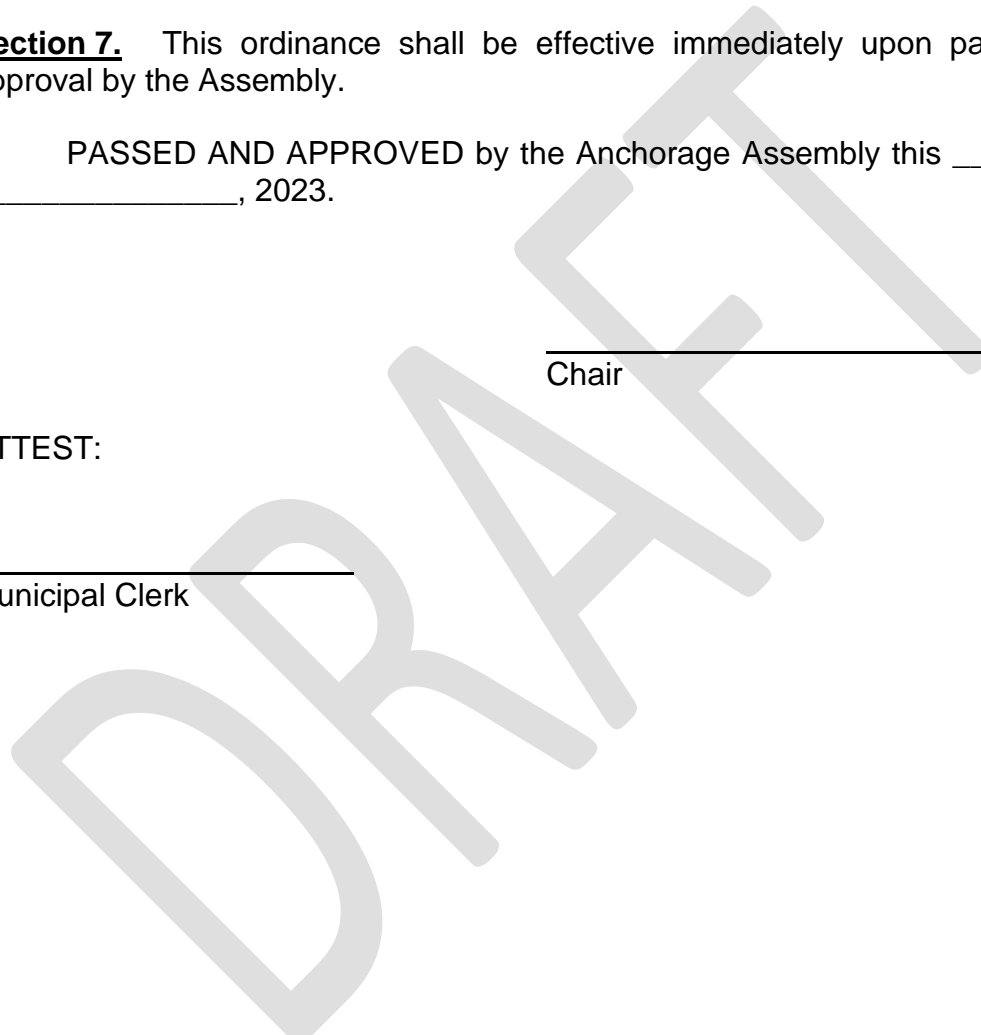 ection 7. This ordinance shall be effective immediately upon pa
pproval by the Assembly.
PASSED AND APPROVED by the Anchorage Assembly this __
______________, 2023.
Chair
TTEST:
unicipal Clerk
DRAFT